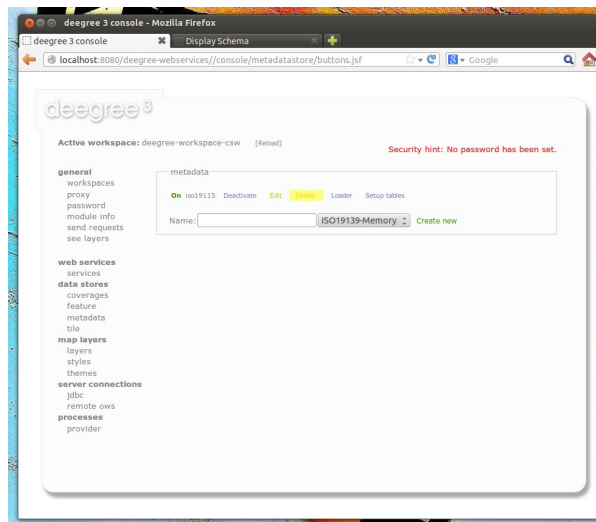 deegree 3 console - Mozilla Firefox
deegree 3 console Display Schema
localhost:8080/deegree-webservices//console/metadatastore/buttons.jsf Google
deegree 3
Active workspace: deegree-workspace-csw [Reload]
Security hint: No password has been set.
general
workspaces
proxy
password
module info
send requests
see layers
web services
services
data stores
coverages
feature
metadata
tile
map layers
layers
styles
themes
server connections
jdbc
remote ows
processes
provider
metadata
On iso19115 Deactivate Edit Delete Loader Setup tables
Name: ISO19139-Memory Create new